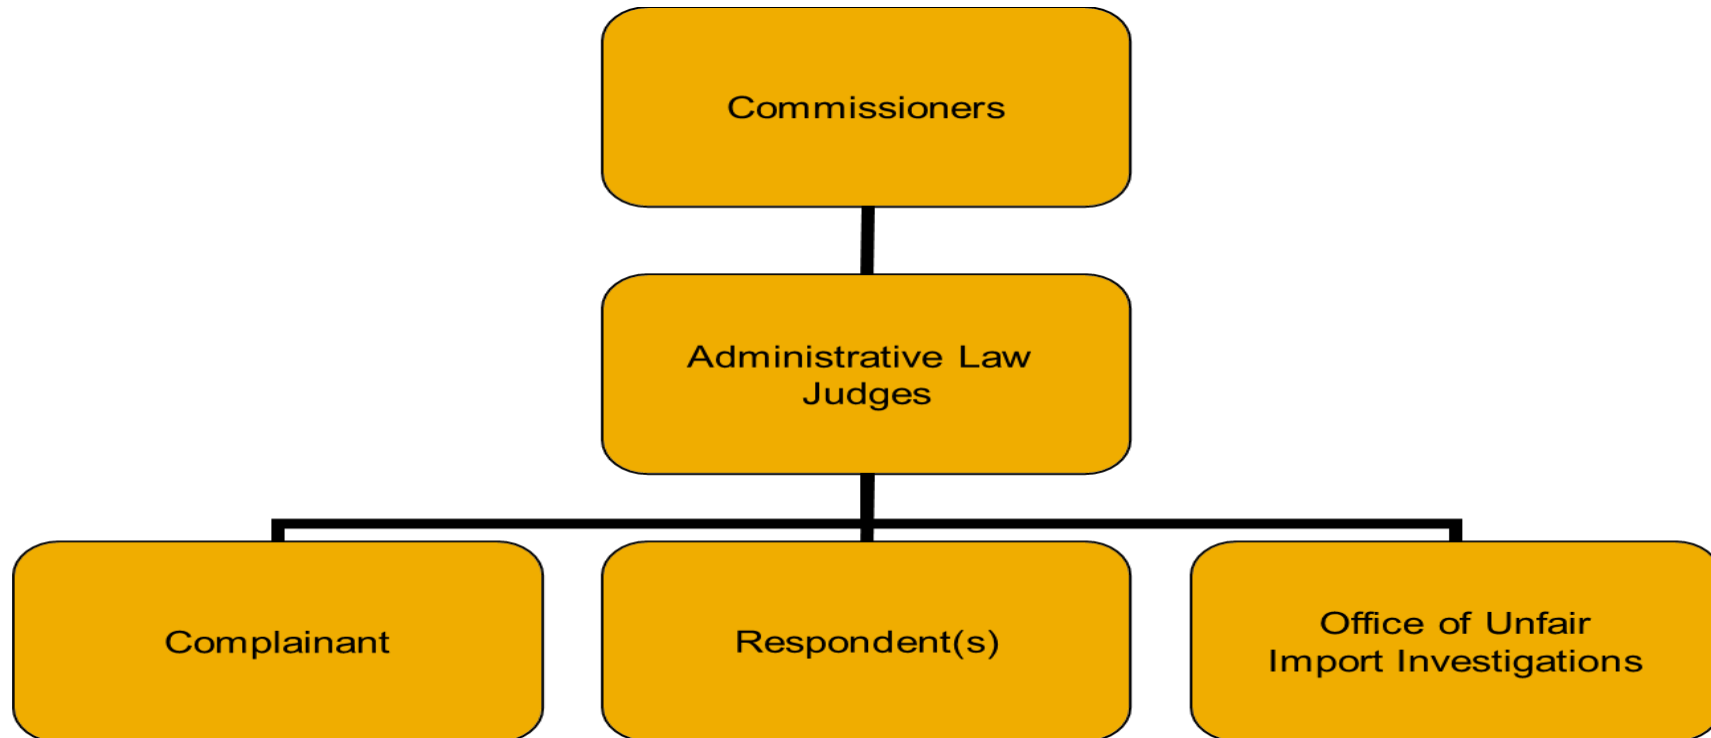 Commissioners
Administrative Law
Judges
Complainant
Respondent(s)
Office of Unfair
Import Investigations